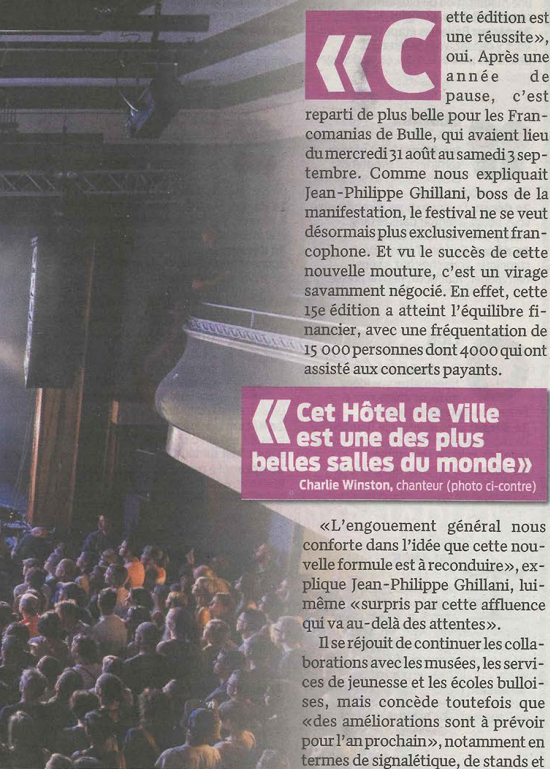 «Cette édition est
une réussite»,
oui. Après une
année de
pause, c'est
reparti de plus belle pour les Fran-
comanias de Bulle, qui avaient lieu
du mercredi 31 août au samedi 3 sep-
tembre. Comme nous expliquait
Jean-Philippe Ghillani, boss de la
manifestation, le festival ne se veut
désormais plus exclusivement fran-
cophone. Et vu le succès de cette
nouvelle mouture, c'est un virage
savamment négocié. En effet, cette
15e édition a atteint l'équilibre fi-
nancier, avec une fréquentation de
15 000 personnes dont 4000 qui ont
assisté aux concerts payants.
«Cet Hôtel de Ville
est une des plus
belles salles du monde»
Charlie Winston, chanteur (photo ci-contre)
«L'engouement général nous
conforte dans l'idée que cette nou-
velle formule est à reconduire», ex-
plique Jean-Philippe Ghillani, lui-
même «surpris par cette affluence
qui va au-delà des attentes».
Il se réjouit de continuer les colla-
borations avec les musées, les servi-
ces de jeunesse et les écoles bulloi-
ses, mais concède toutefois que
«des améliorations sont à prévoir
pour l'an prochain», notamment en
termes de signalétique, de stands et